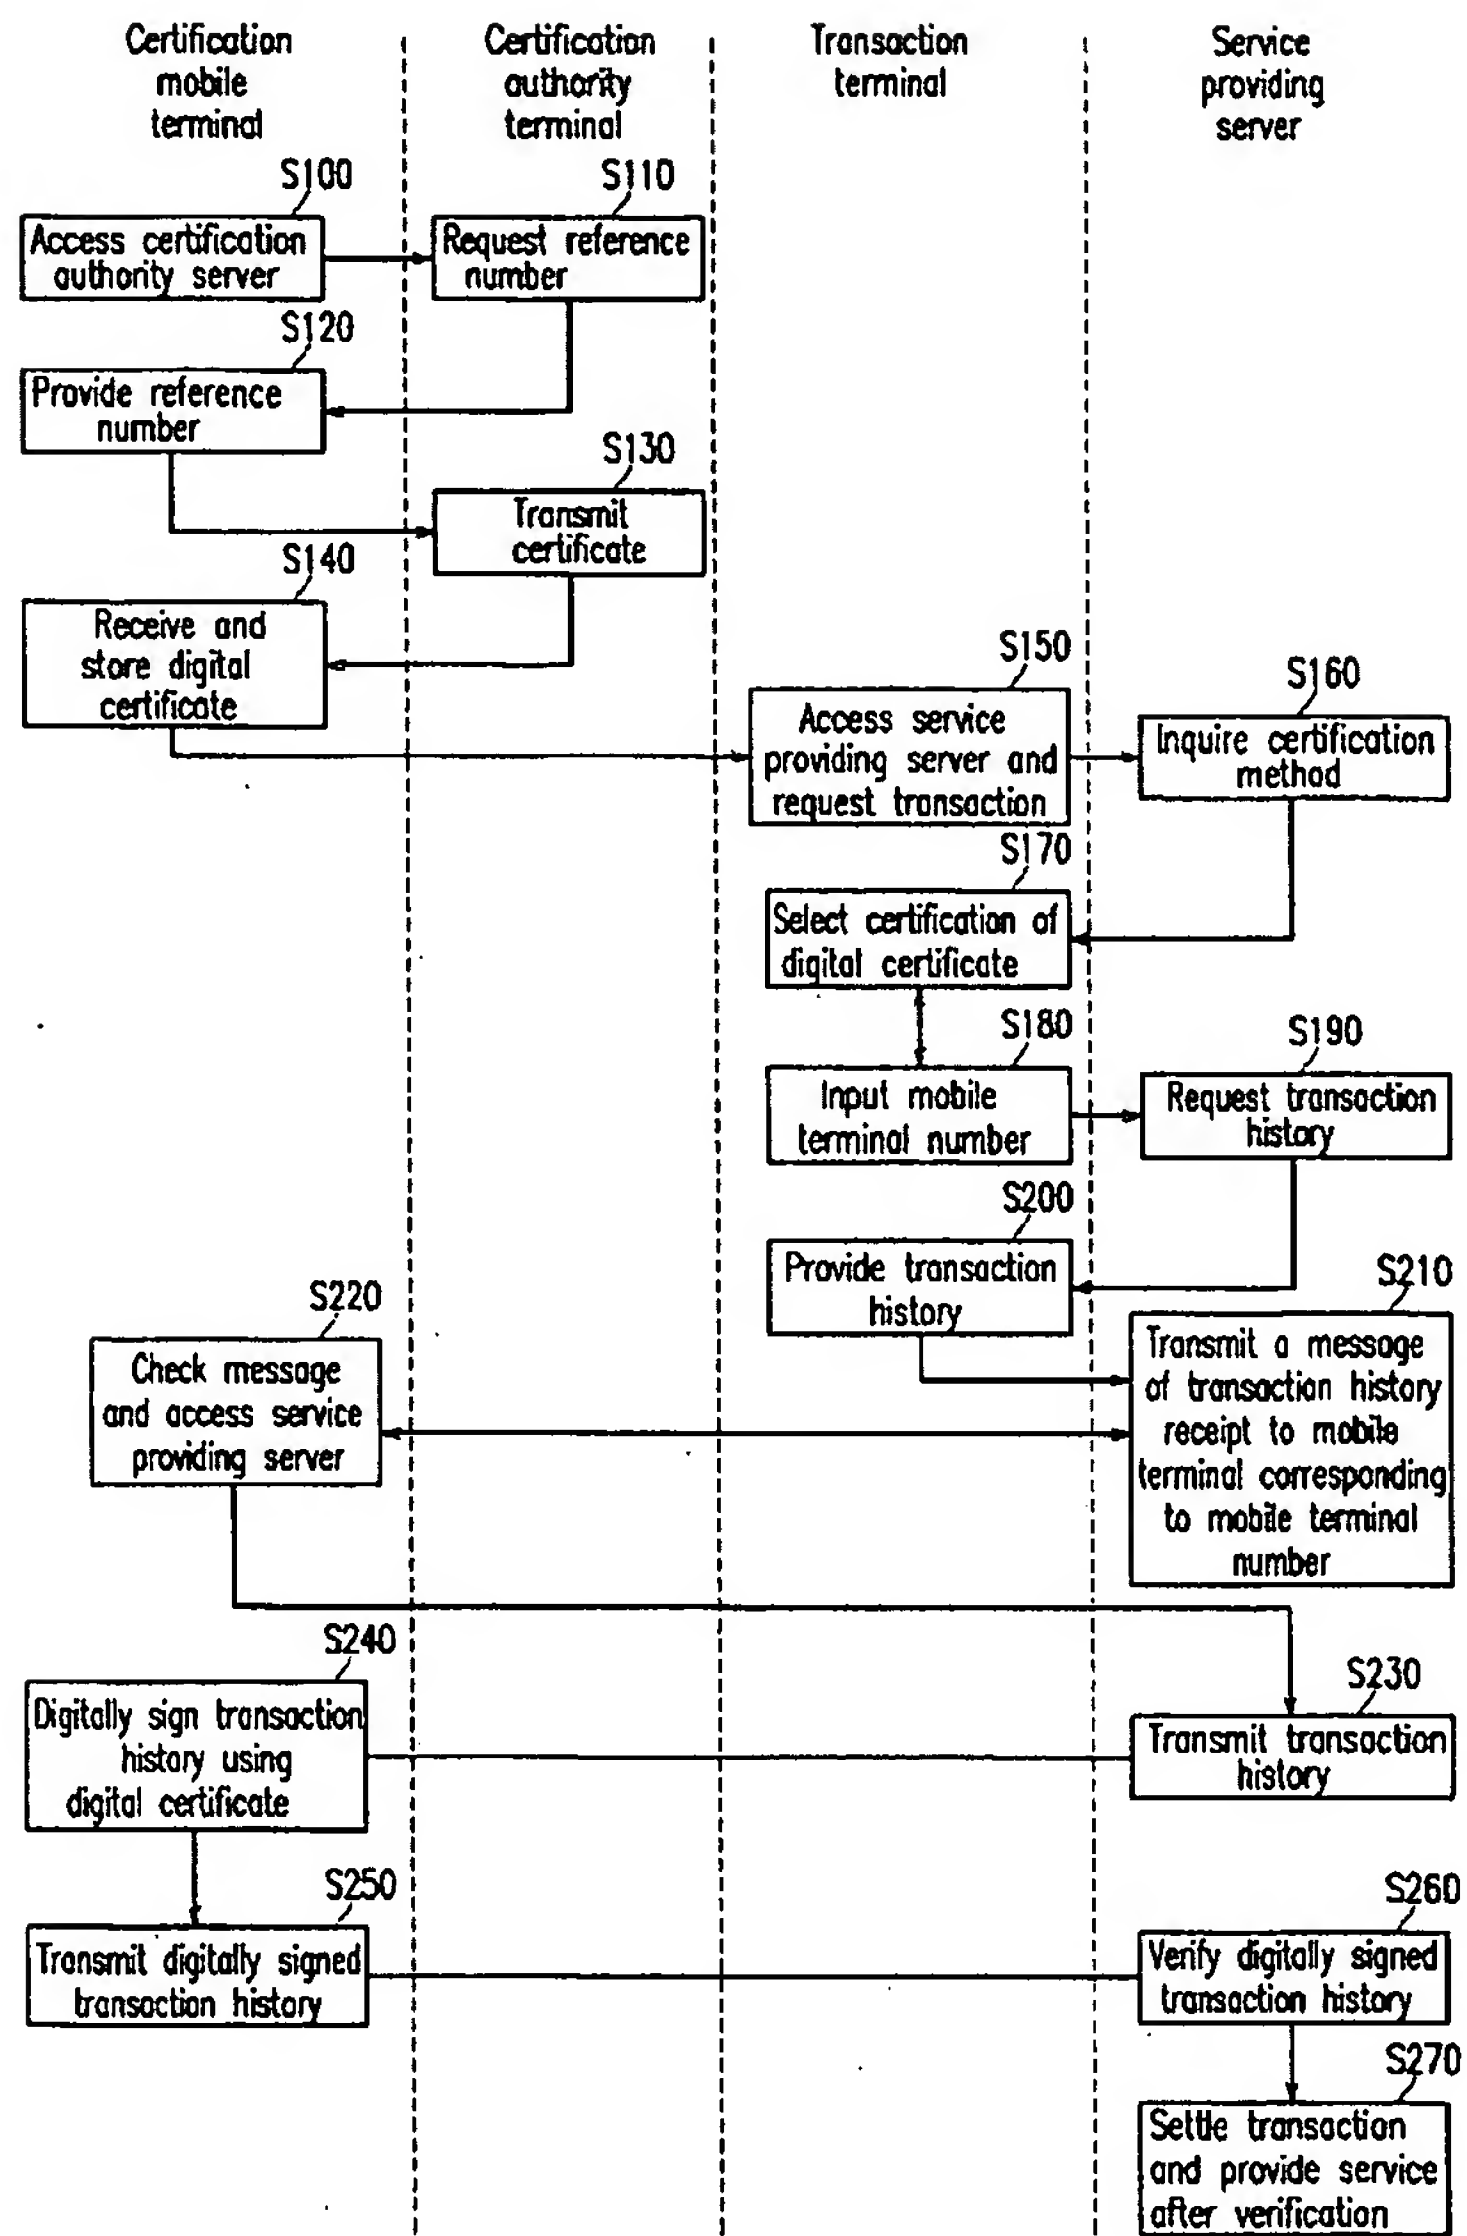 Certification
mobile
terminal
Certification
authority
terminal
Transaction
terminal
Service
providing
server
S100
Access certification
authority server
S110
Request reference
number
S120
Provide reference
number
S130
Transmit
certificate
S140
Receive and
store digital
certificate
S150
Access service
providing server and
request transaction
S160
Inquire certification
method
S170
Select certification of
digital certificate
S180
Input mobile
terminal number
S190
Request transaction
history
S200
Provide transaction
history
S210
Transmit a message
of transaction history
receipt to mobile
terminal corresponding
to mobile terminal
number
S220
Check message
and access service
providing server
S230
Transmit transaction
history
S240
Digitally sign transaction
history using
digital certificate
S250
Transmit digitally signed
transaction history
S260
Verify digitally signed
transaction history
S270
Settle transaction
and provide service
after verification